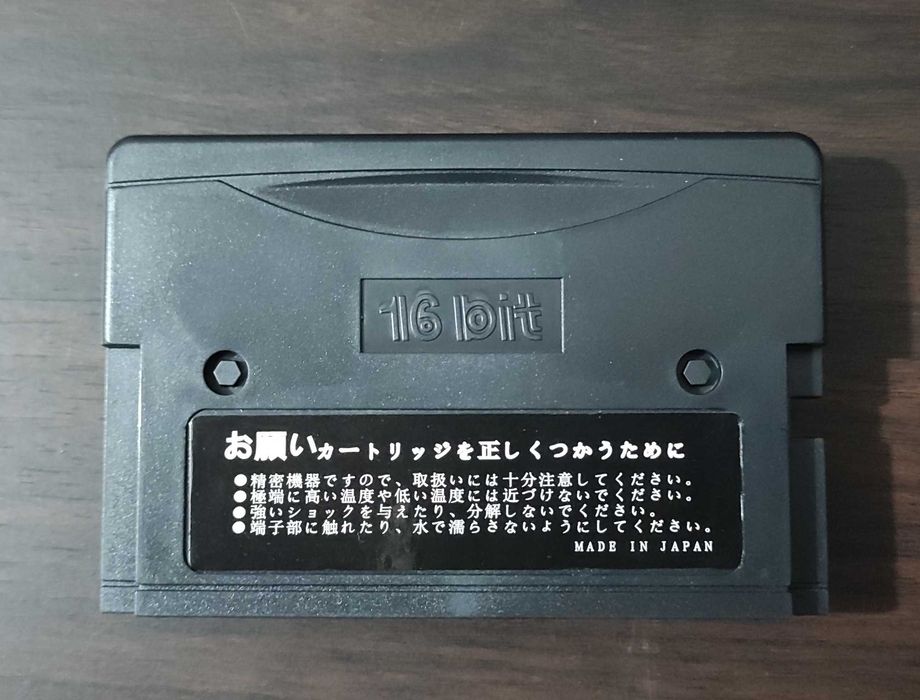 16 bit
お願いカートリッジを正しくつかうために
●精密機器ですので、取扱いには十分注意してください。
●極端に高い温度や低い温度には近づけないでください。
●強いショックを与えたり、分解しないでください。
●端子部に触れたり、水で濡らさないようにしてください。
MADE IN JAPAN